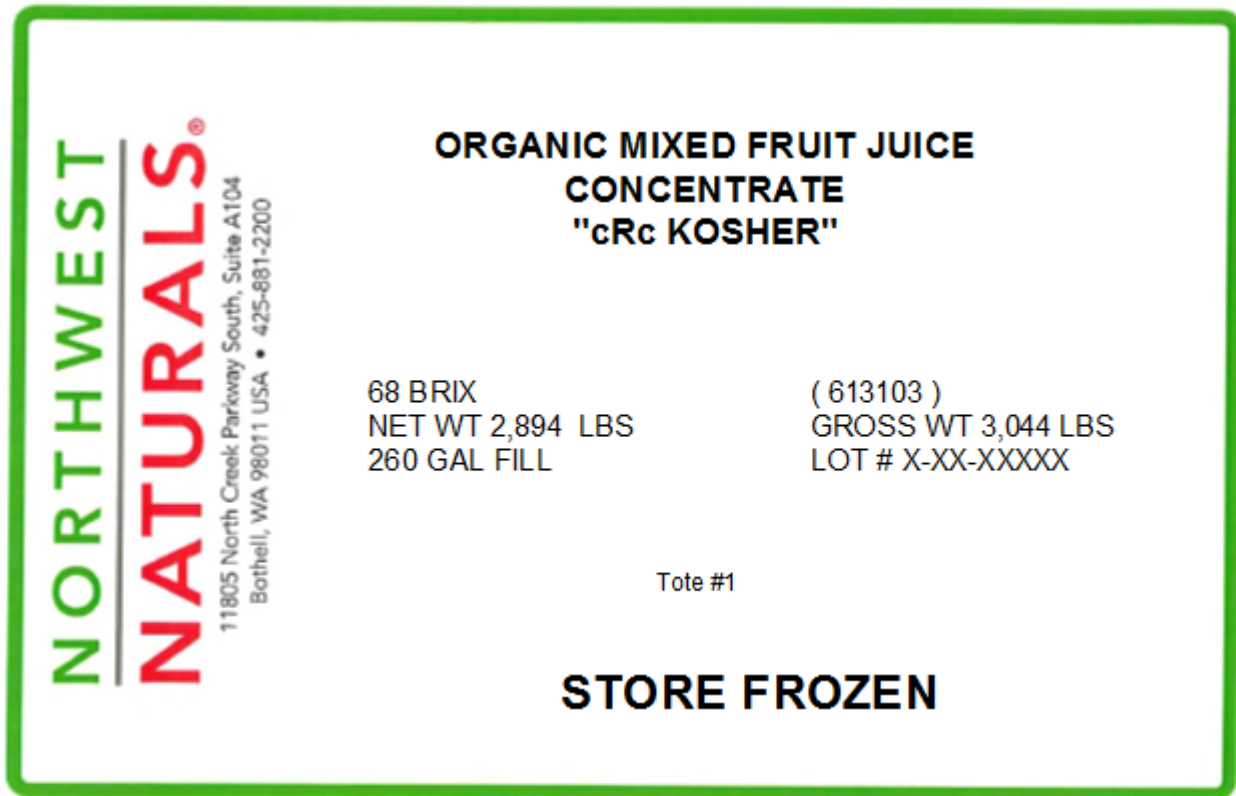 NORTHWEST
NATURALS®
11805 North Creek Parkway South, Suite A104
Bothell, WA 98011 USA • 425-881-2200
ORGANIC MIXED FRUIT JUICE
CONCENTRATE
"cRc KOSHER"
68 BRIX ( 613103 )
NET WT 2,894 LBS GROSS WT 3,044 LBS
260 GAL FILL LOT # X-XX-XXXXX
Tote #1
STORE FROZEN